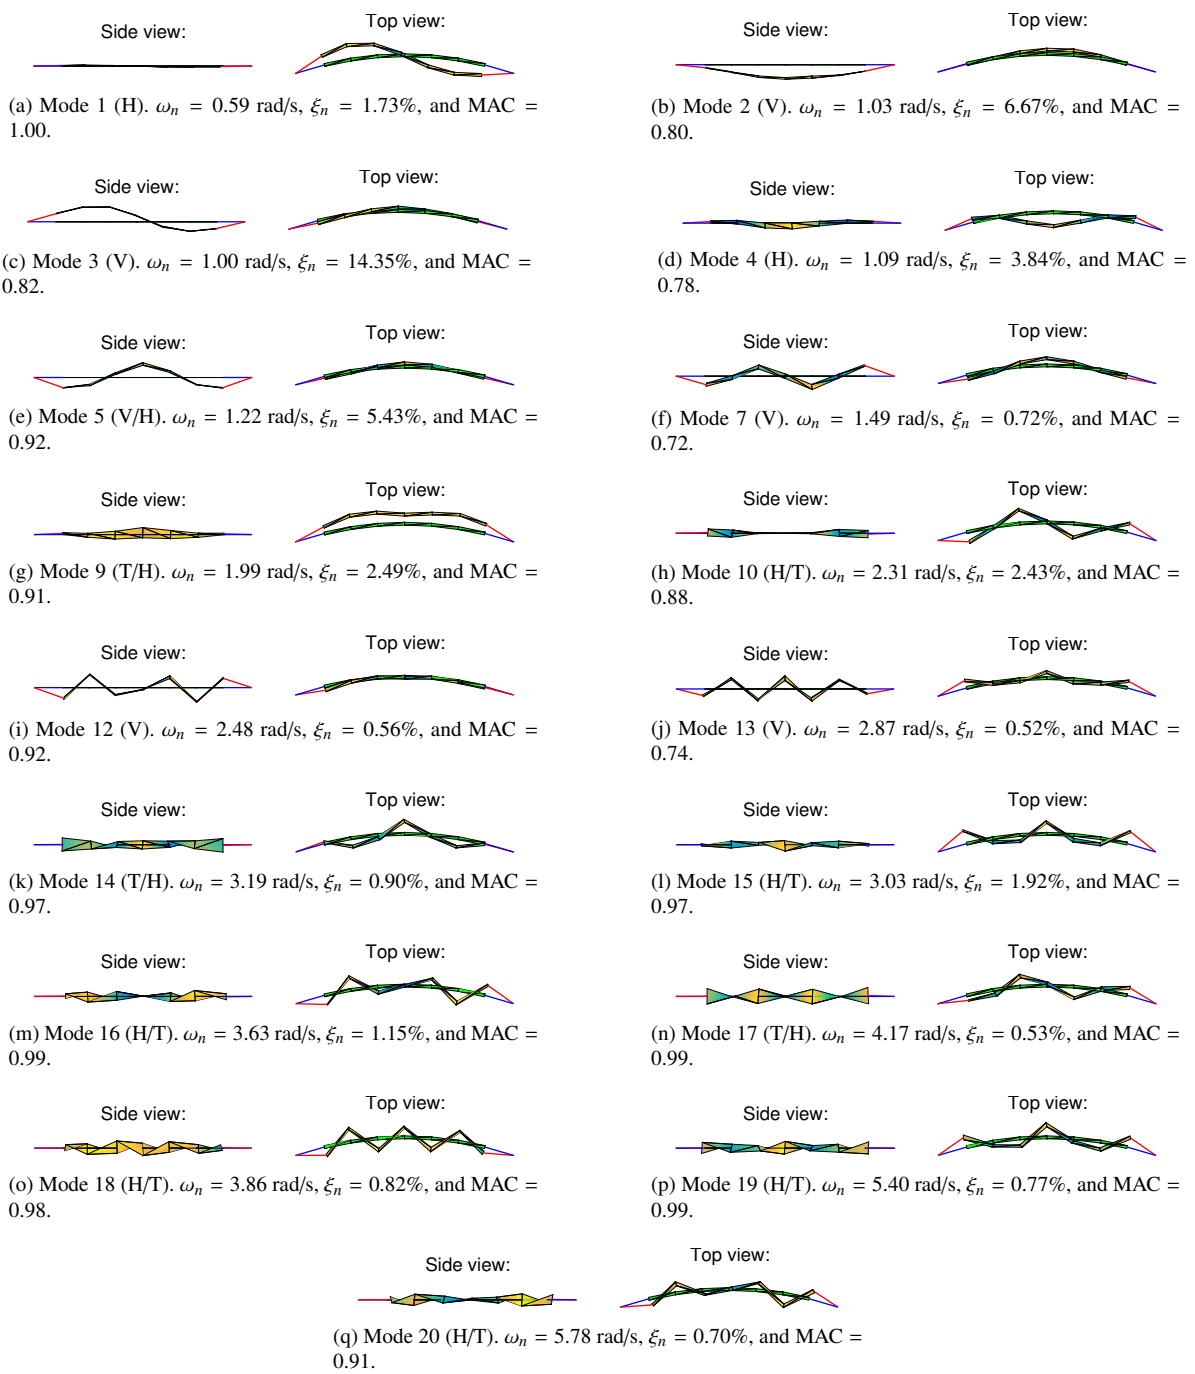 Side view:
Top view:
(a) Mode 1 (H). ωn = 0.59 rad/s, ξn = 1.73%, and MAC =
1.00.
Side view:
Top view:
(b) Mode 2 (V). ωn = 1.03 rad/s, ξn = 6.67%, and MAC =
0.80.
Side view:
Top view:
(c) Mode 3 (V). ωn = 1.00 rad/s, ξn = 14.35%, and MAC =
0.82.
Side view:
Top view:
(d) Mode 4 (H). ωn = 1.09 rad/s, ξn = 3.84%, and MAC =
0.78.
Side view:
Top view:
(e) Mode 5 (V/H). ωn = 1.22 rad/s, ξn = 5.43%, and MAC =
0.92.
Side view:
Top view:
(f) Mode 7 (V). ωn = 1.49 rad/s, ξn = 0.72%, and MAC =
0.72.
Side view:
Top view:
(g) Mode 9 (T/H). ωn = 1.99 rad/s, ξn = 2.49%, and MAC =
0.91.
Side view:
Top view:
(h) Mode 10 (H/T). ωn = 2.31 rad/s, ξn = 2.43%, and MAC =
0.88.
Side view:
Top view:
(i) Mode 12 (V). ωn = 2.48 rad/s, ξn = 0.56%, and MAC =
0.92.
Side view:
Top view:
(j) Mode 13 (V). ωn = 2.87 rad/s, ξn = 0.52%, and MAC =
0.74.
Side view:
Top view:
(k) Mode 14 (T/H). ωn = 3.19 rad/s, ξn = 0.90%, and MAC =
0.97.
Side view:
Top view:
(l) Mode 15 (H/T). ωn = 3.03 rad/s, ξn = 1.92%, and MAC =
0.97.
Side view:
Top view:
(m) Mode 16 (H/T). ωn = 3.63 rad/s, ξn = 1.15%, and MAC =
0.99.
Side view:
Top view:
(n) Mode 17 (T/H). ωn = 4.17 rad/s, ξn = 0.53%, and MAC =
0.99.
Side view:
Top view:
(o) Mode 18 (H/T). ωn = 3.86 rad/s, ξn = 0.82%, and MAC =
0.98.
Side view:
Top view:
(p) Mode 19 (H/T). ωn = 5.40 rad/s, ξn = 0.77%, and MAC =
0.99.
Side view:
Top view:
(q) Mode 20 (H/T). ωn = 5.78 rad/s, ξn = 0.70%, and MAC =
0.91.